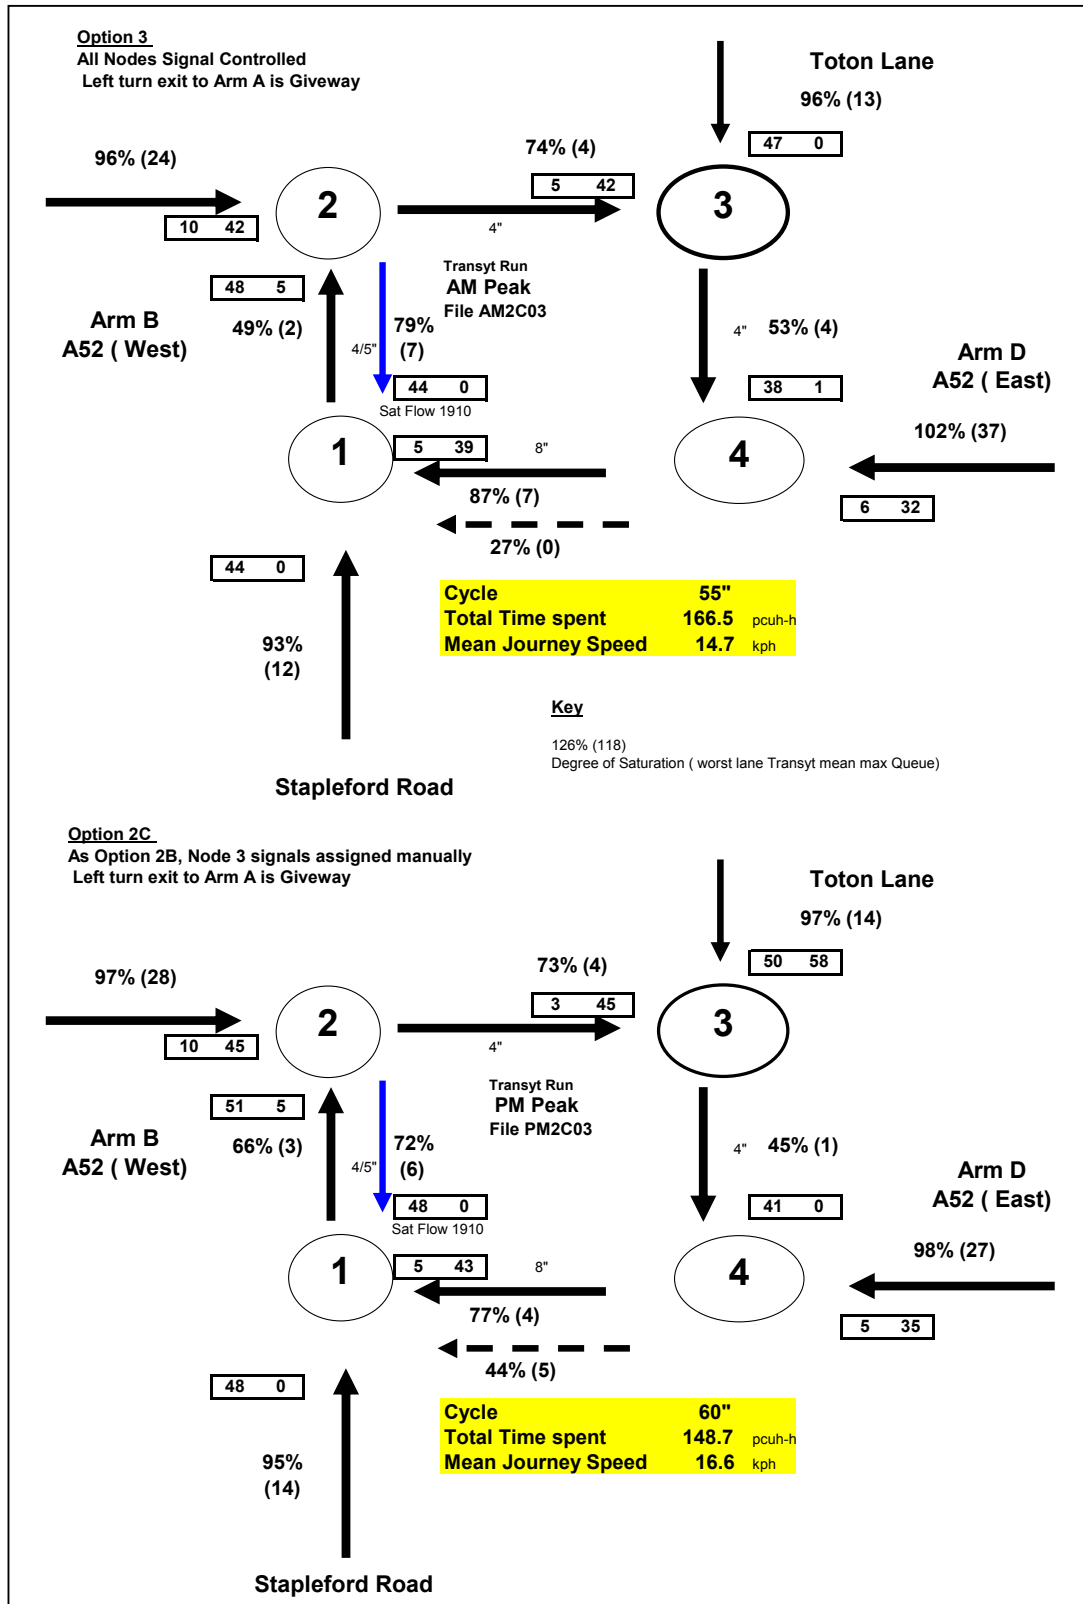 Option 3
All Nodes Signal Controlled
Left turn exit to Arm A is Giveway
Toton Lane
96% (13)
47 0
96% (24)
74% (4)
5 42
2
3
10 42
4"
48 5
Transyt Run
AM Peak
File AM2C03
Arm B
A52 ( West)
49% (2)
4/5"
79%
(7)
4" 53% (4)
Arm D
A52 ( East)
44 0
38 1
Sat Flow 1910
102% (37)
1
5 39
8"
4
87% (7)
6 32
27% (0)
44 0
Cycle 55"
Total Time spent 166.5 pcuh-h
Mean Journey Speed 14.7 kph
93%
(12)
Key
126% (118)
Degree of Saturation ( worst lane Transyt mean max Queue)
Stapleford Road
Option 2C
As Option 2B, Node 3 signals assigned manually
Left turn exit to Arm A is Giveway
Toton Lane
97% (14)
50 58
97% (28)
73% (4)
3 45
2
3
10 45
4"
51 5
Transyt Run
PM Peak
File PM2C03
Arm B
A52 ( West)
66% (3)
4/5"
72%
(6)
4" 45% (1)
Arm D
A52 ( East)
48 0
41 0
Sat Flow 1910
98% (27)
1
5 43
8"
4
77% (4)
5 35
44% (5)
48 0
Cycle 60"
Total Time spent 148.7 pcuh-h
Mean Journey Speed 16.6 kph
95%
(14)
Stapleford Road